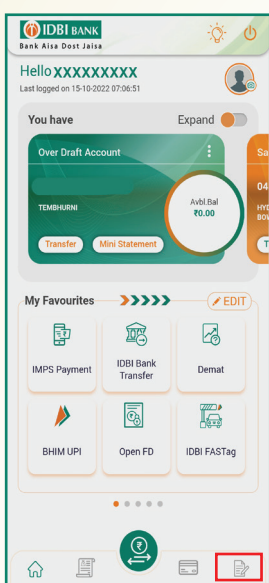 IDBI BANK
Bank Aisa Dost Jaisa
Hello XXXXXXXXX
Last logged on 15-10-2022 07:06:51
You have
Expand
Over Draft Account
Sa
TEMBHURNI
Avbl.Bal
₹0.00
04
HYD
BOW
Transfer
Mini Statement
T
My Favourites
EDIT
IMPS Payment
IDBI Bank
Transfer
Demat
BHIM UPI
Open FD
IDBI FASTag